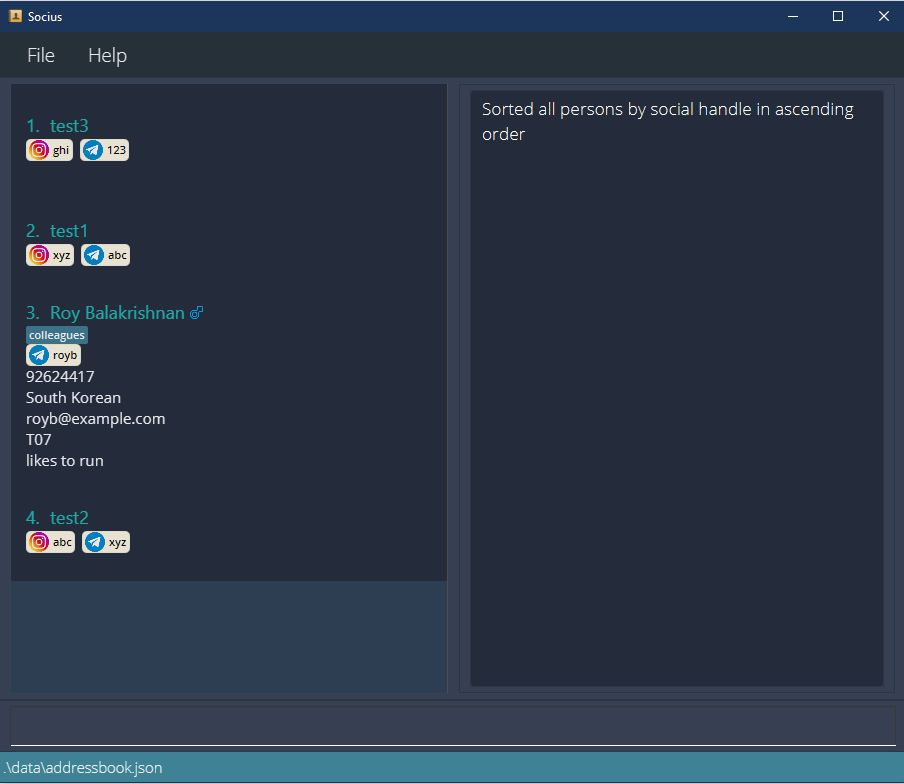 Socius
File Help
1. test3
ghi 123
2. test1
xyz abc
3. Roy Balakrishnan
colleagues
royb
92624417
South Korean
royb@example.com
T07
likes to run
4. test2
abc xyz
Sorted all persons by social handle in ascending
order
.\data\addressbook.json